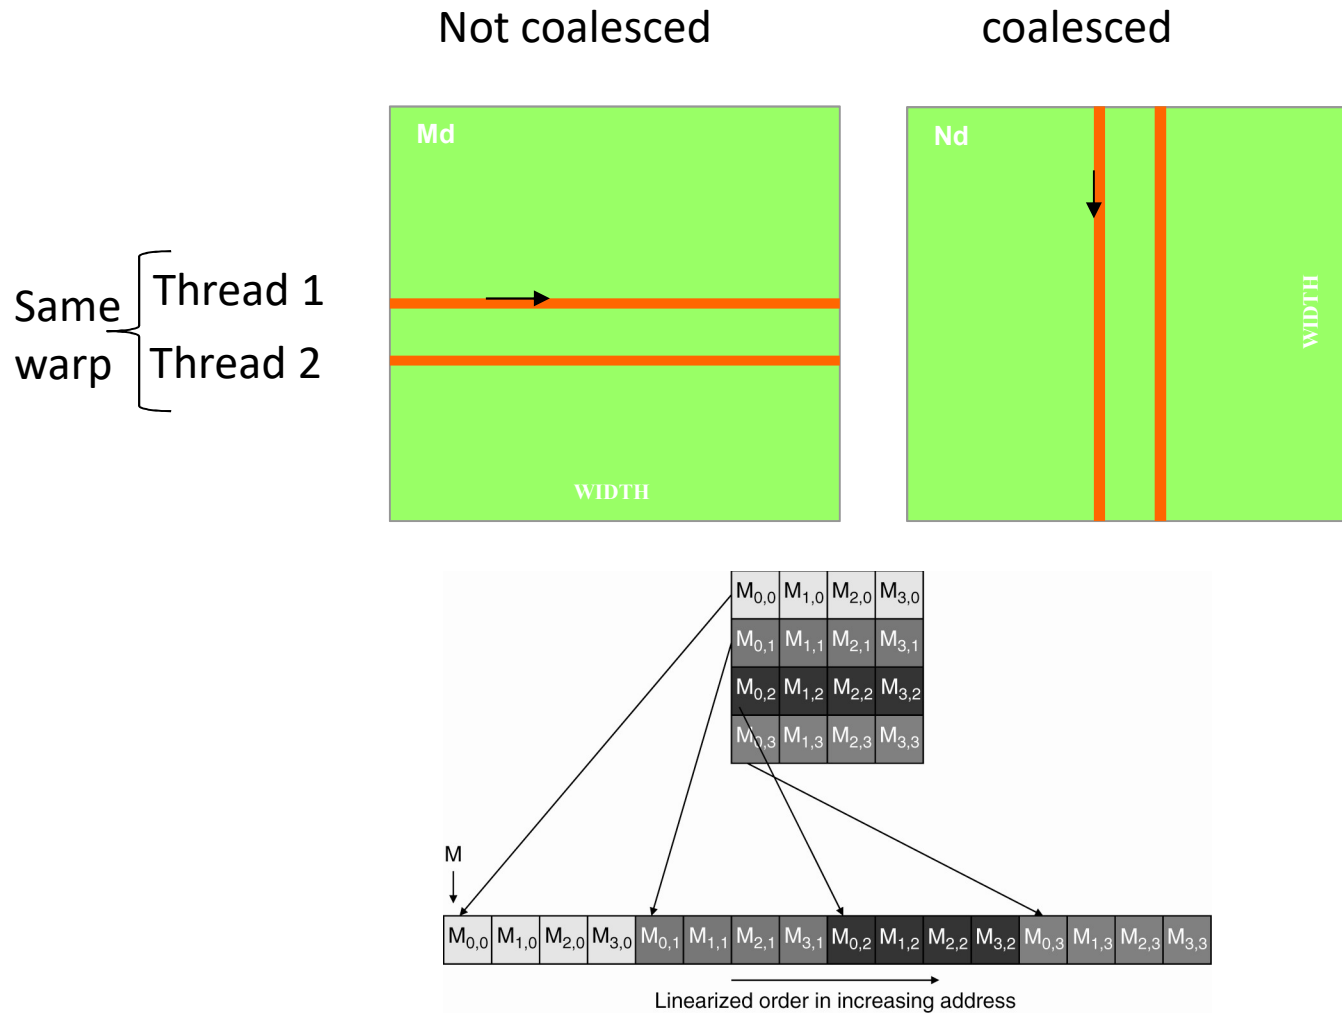 Not coalesced
coalesced
Md
Nd
Same
warp
Thread 1
Thread 2
WIDTH
WIDTH
M0,0 M1,0 M2,0 M3,0
M0,1 M1,1 M2,1 M3,1
M0,2 M1,2 M2,2 M3,2
M0,3 M1,3 M2,3 M3,3
M
M0,0 M1,0 M2,0 M3,0 M0,1 M1,1 M2,1 M3,1 M0,2 M1,2 M2,2 M3,2 M0,3 M1,3 M2,3 M3,3
Linearized order in increasing address